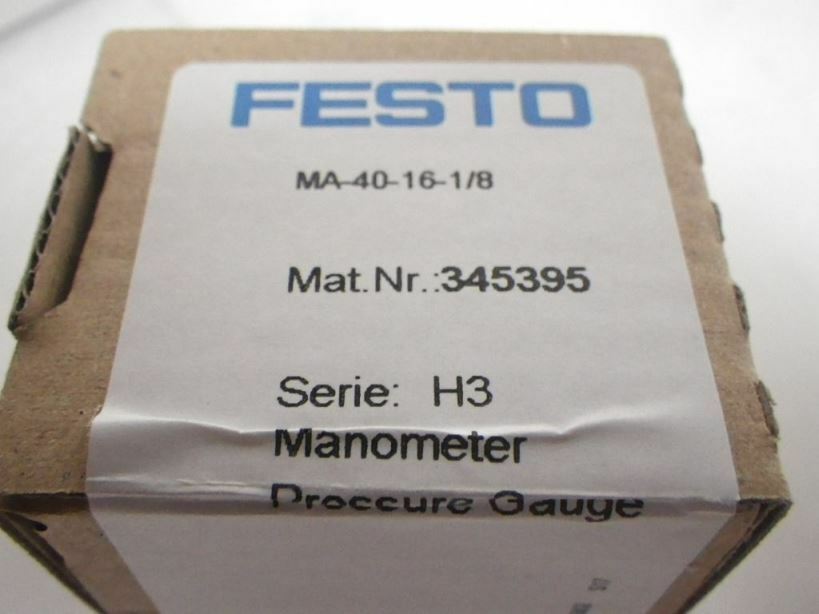 FESTO
MA-40-16-1/8
Mat.Nr.:345395
Serie: H3
Manometer
Pressure Gauge